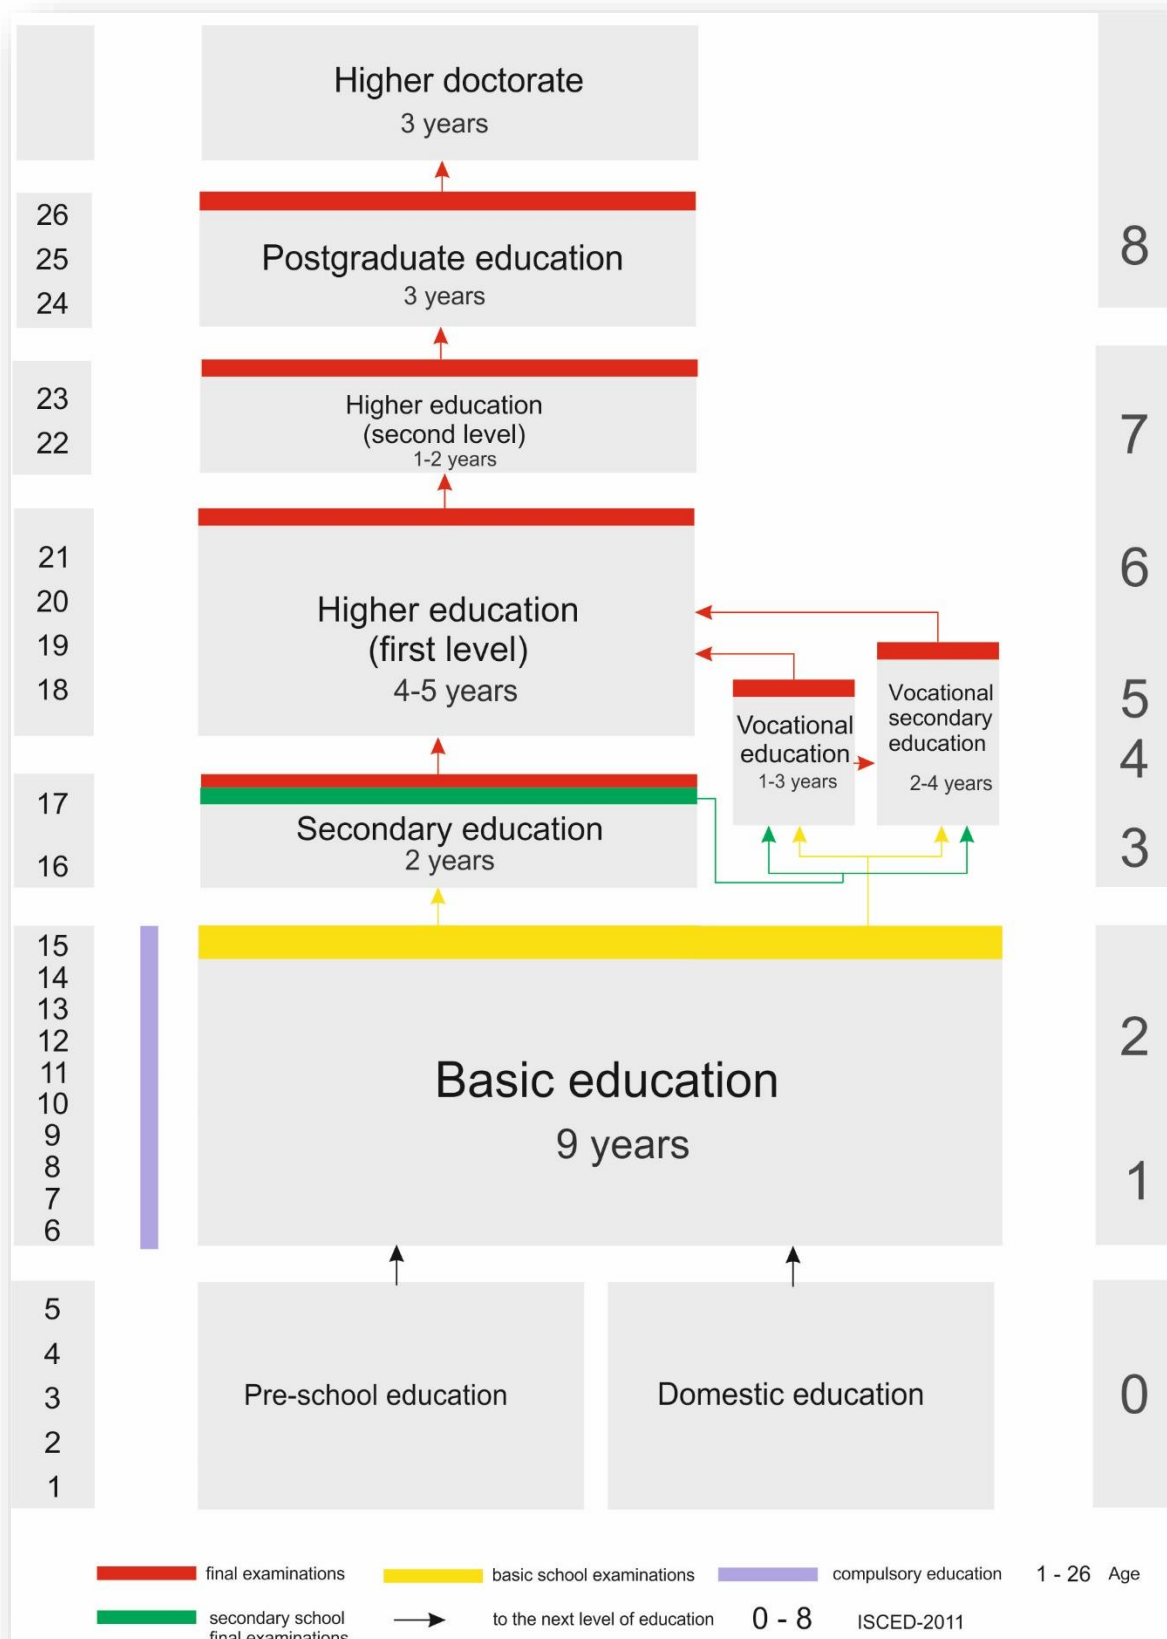 Higher doctorate
3 years
26
25
24
Postgraduate education
3 years
8
23
22
Higher education
(second level)
1-2 years
7
21
20
19
18
Higher education
(first level)
4-5 years
Vocational
education
1-3 years
Vocational
secondary
education
2-4 years
6
5
4
17
16
Secondary education
2 years
3
15
14
13
12
11
10
9
8
7
6
Basic education
9 years
2
1
5
4
3
2
1
Pre-school education
Domestic education
0
final examinations
basic school examinations
compulsory education
1 - 26 Age
secondary school
final examinations
to the next level of education
0 - 8 ISCED-2011